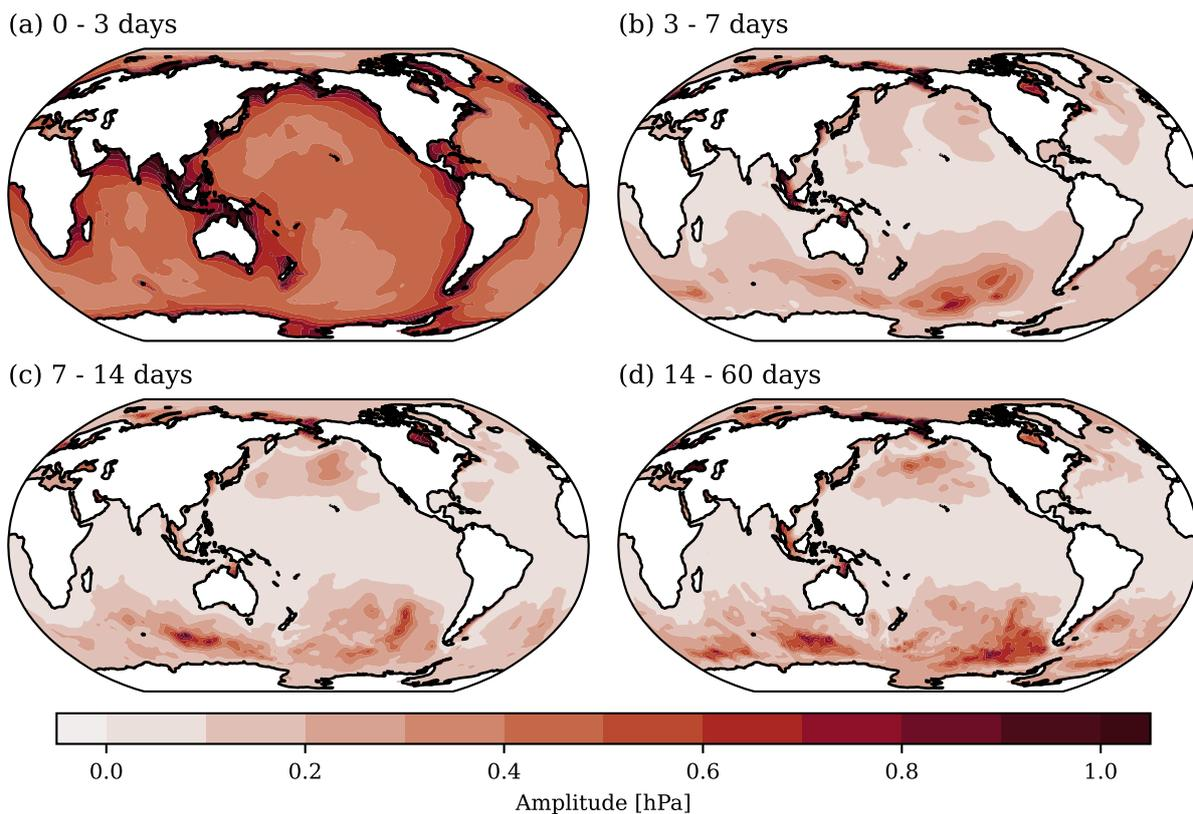 (a) 0 - 3 days
(b) 3 - 7 days
(c) 7 - 14 days
(d) 14 - 60 days
0.0 0.2 0.4 0.6 0.8 1.0
Amplitude [hPa]